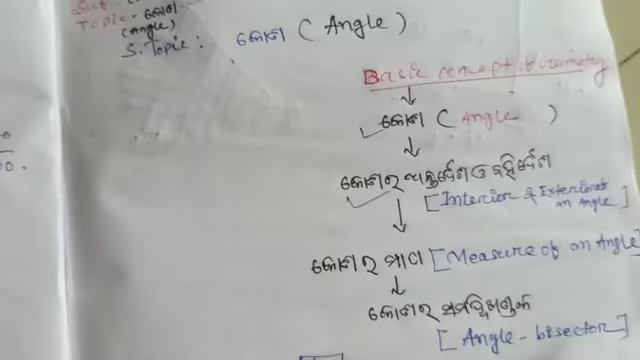 Topic - କୋଣ
(Angle)
S. Topic : କୋଣ ( Angle )
Basic concept of Geometry
କୋଣ ( Angle )
କୋଣର ଅନ୍ତର୍ଦେଶ ଓ ବହିର୍ଦେଶ
[ Interior & Exterior of an Angle ]
କୋଣର ମାପ [ Measure of an Angle ]
କୋଣର ସମଦ୍ୱିଖଣ୍ଡକ
[ Angle - bisector ]